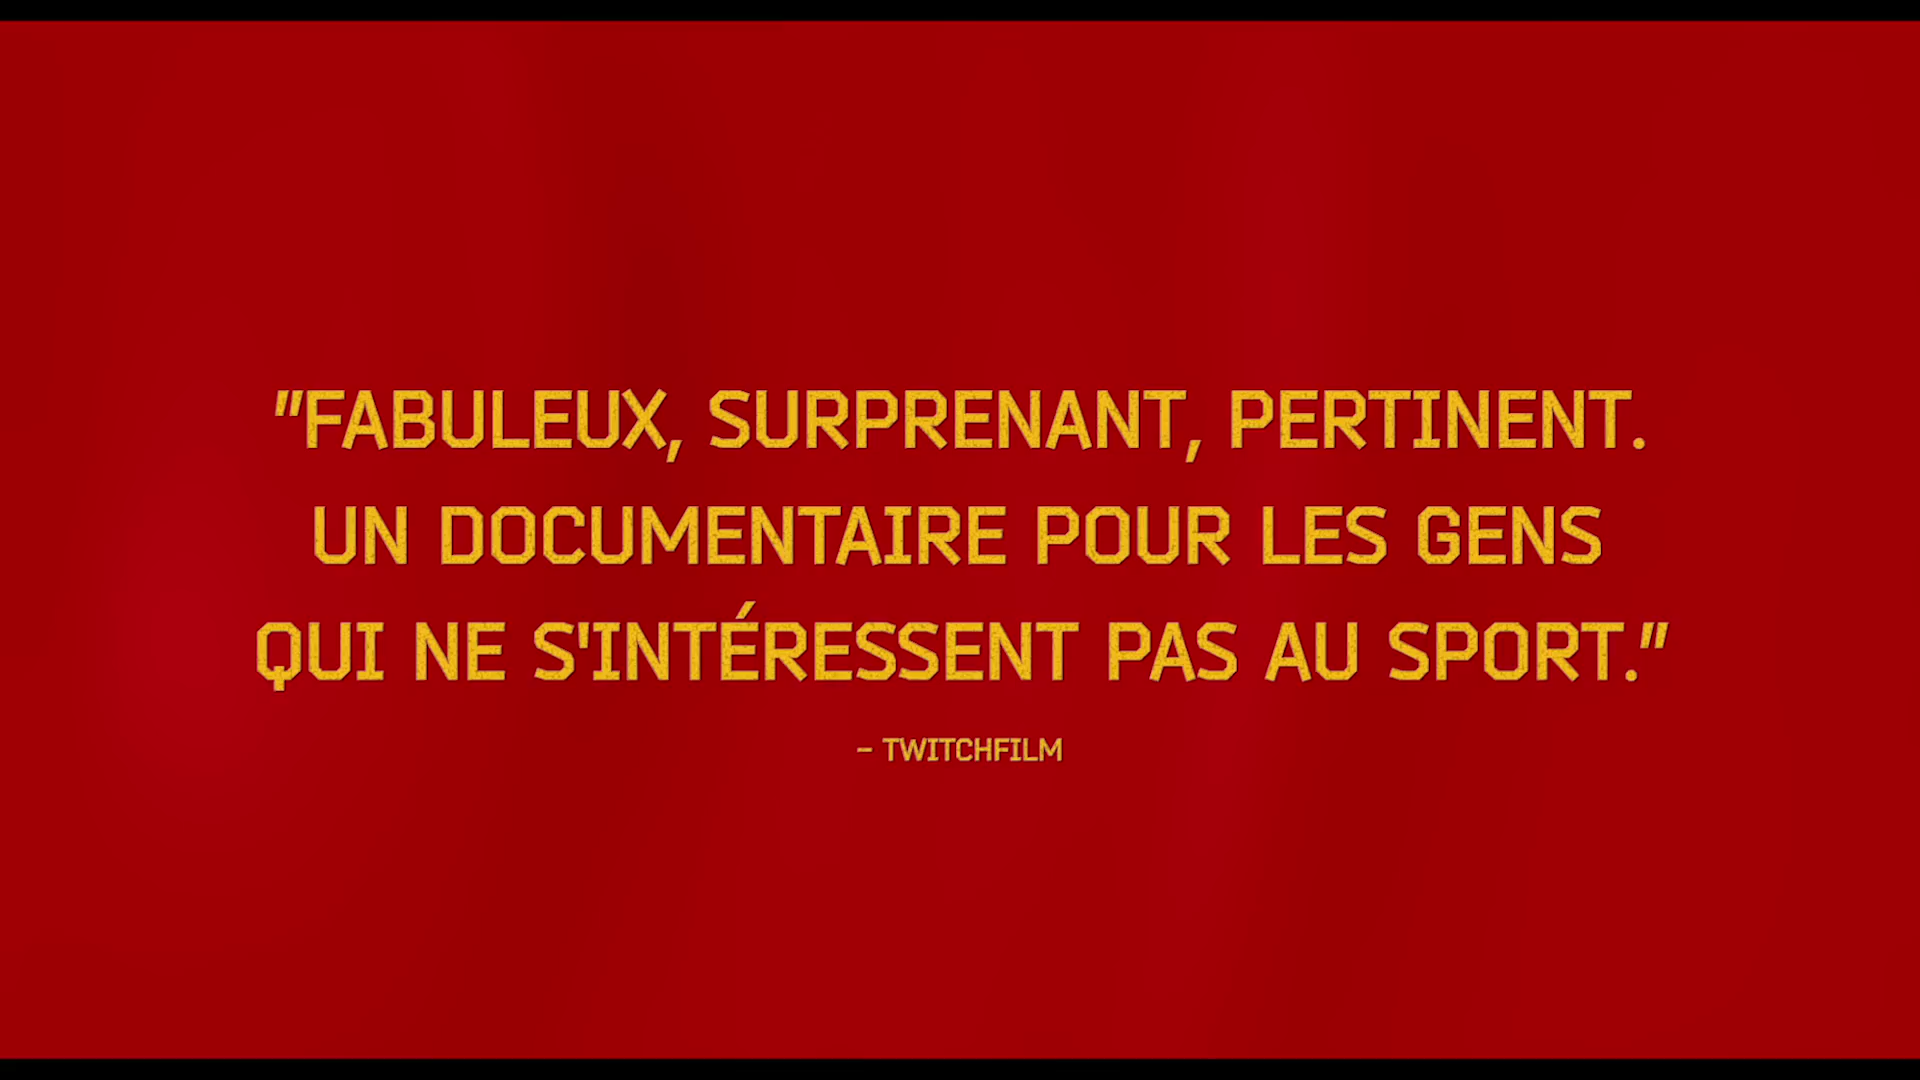 "FABULEUX, SURPRENANT, PERTINENT.
UN DOCUMENTAIRE POUR LES GENS
QUI NE S'INTÉRESSENT PAS AU SPORT."
- TWITCHFILM